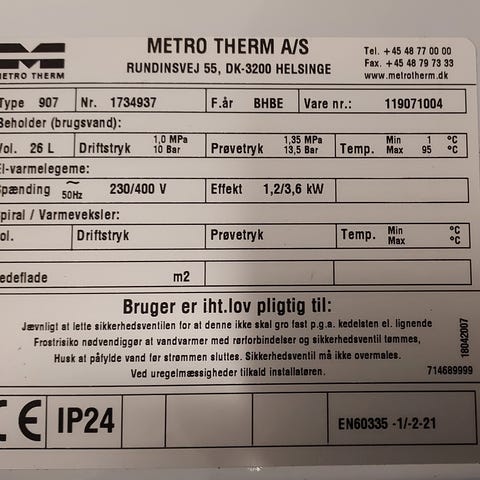 METRO THERM A/S
RUNDINSVEJ 55, DK-3200 HELSINGE
Tel. +45 48 77 00 00
Fax. +45 48 79 73 33
www.metrotherm.dk
METRO THERM
Type 907 Nr. 1734937 F.år BHBE Vare nr.: 119071004
Beholder (brugsvand):
Vol. 26 L Driftstryk 1,0 MPa 10 Bar Prøvetryk 1,35 MPa 13,5 Bar Temp. Min 1 °C Max 95 °C
El-varmelegeme:
Spænding ~ 50Hz 230/400 V Effekt 1,2/3,6 kW
Spiral / Varmeveksler:
Vol. Driftstryk Prøvetryk Temp. Min °C Max °C
Hedeflade m2
Bruger er iht.lov pligtig til:
Jævnligt at lette sikkerhedsventilen for at denne ikke skal gro fast p.g.a. kedelsten el. lignende
Frostrisiko nødvendiggør at vandvarmer med rørforbindelser og sikkerhedsventil tømmes,
Husk at påfylde vand før strømmen sluttes. Sikkerhedsventil må ikke overmales.
Ved uregelmæssigheder tilkald installatøren.
18042007
714689999
CE IP24 EN60335 -1/-2-21